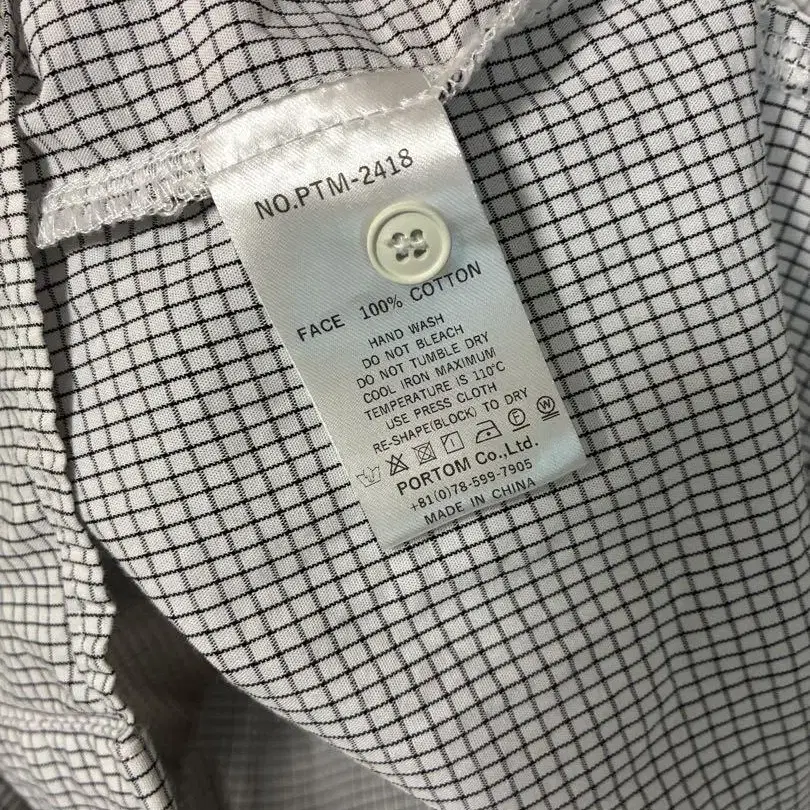 NO.PTM-2418
FACE 100% COTTON
HAND WASH
DO NOT BLEACH
DO NOT TUMBLE DRY
COOL IRON MAXIMUM
TEMPERATURE IS 110℃
USE PRESS CLOTH
RE-SHAPE(BLOCK) TO DRY
PORTOM Co.,Ltd.
+81(0)78-599-7905
MADE IN CHINA